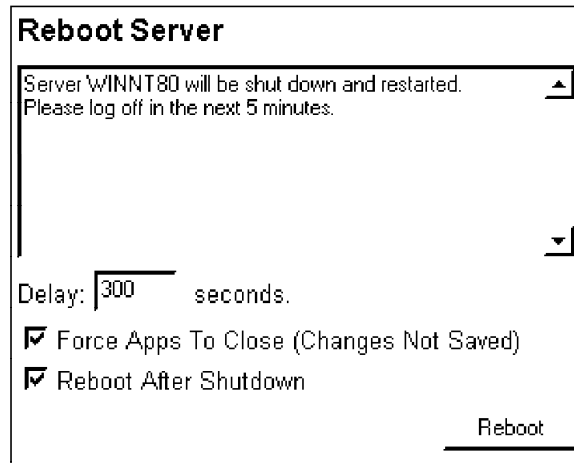 Reboot Server
Server WINNT80 will be shut down and restarted.
Please log off in the next 5 minutes.
Delay: 300 seconds.
Force Apps To Close (Changes Not Saved)
Reboot After Shutdown
Reboot